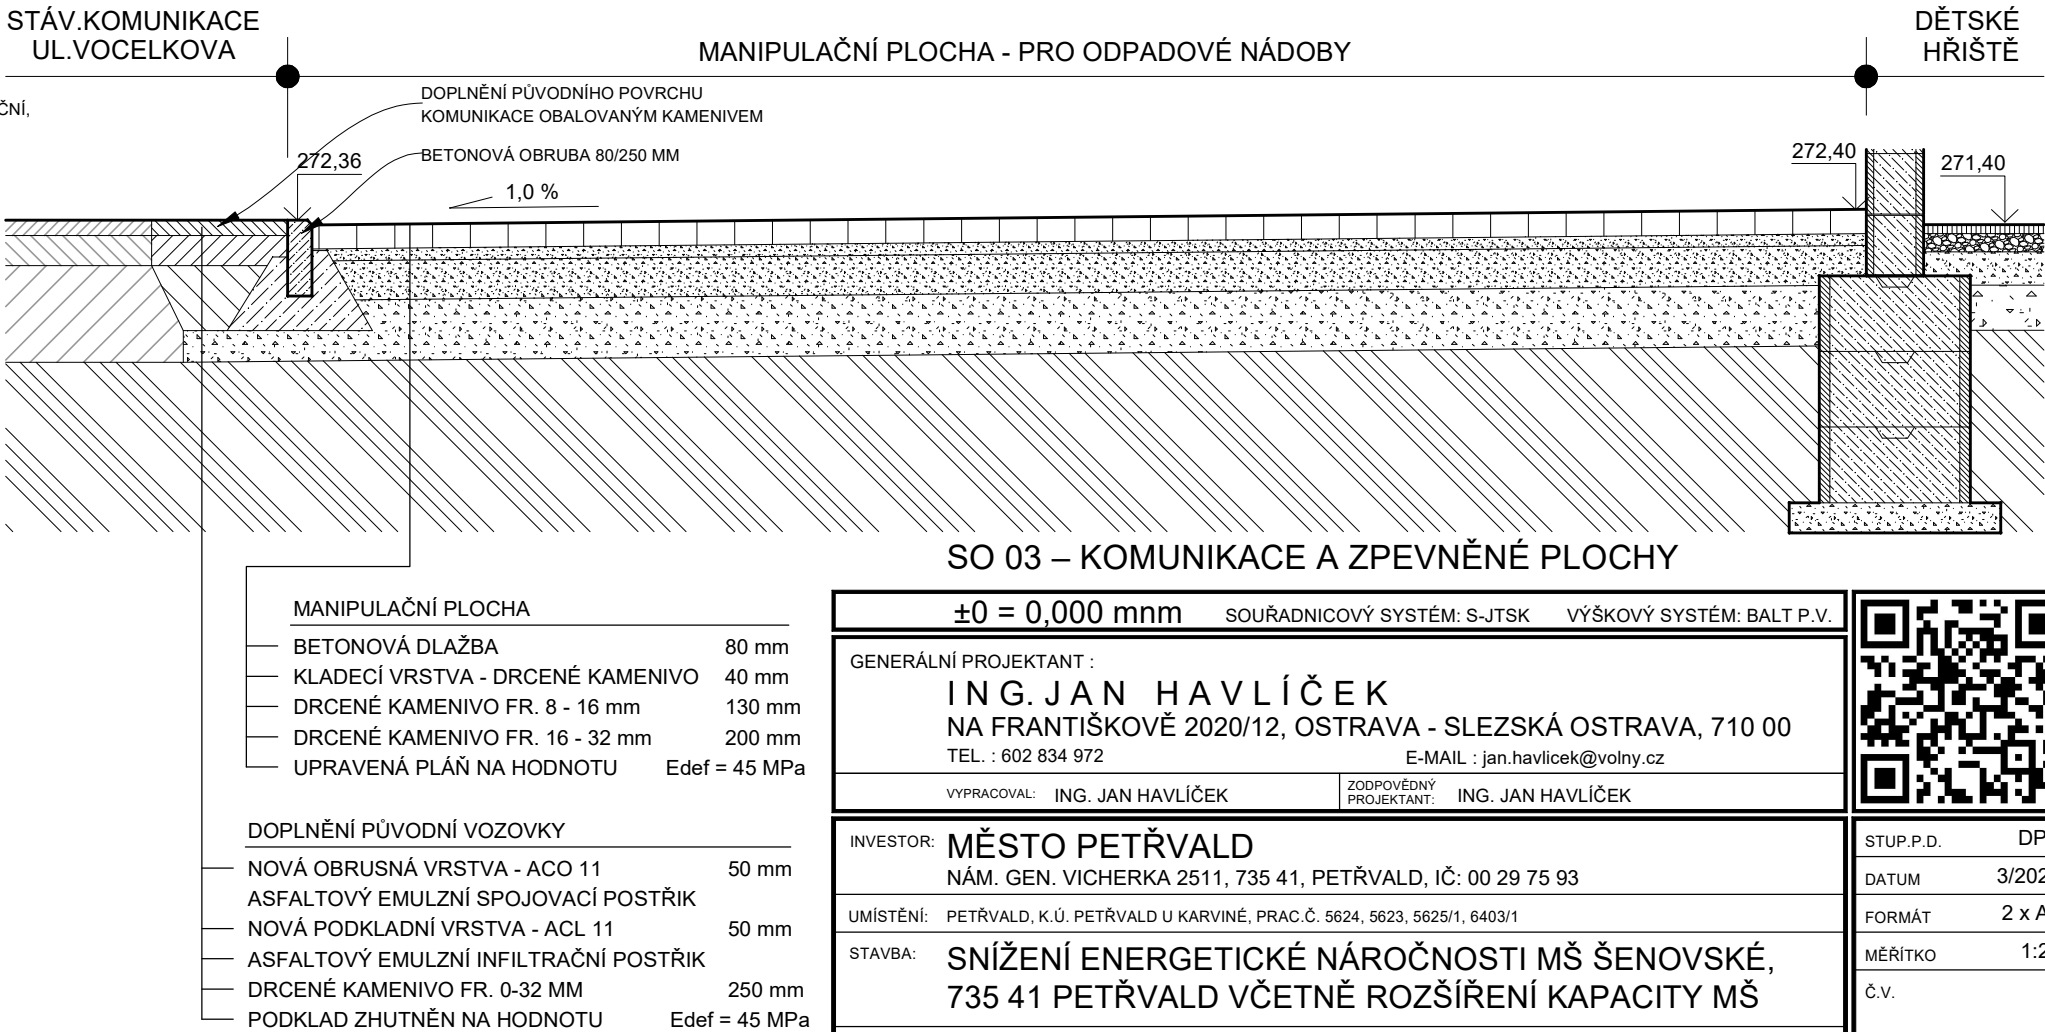 STÁV.KOMUNIKACE
UL.VOCELKOVA
MANIPULAČNÍ PLOCHA - PRO ODPADOVÉ NÁDOBY
DĚTSKÉ
HŘIŠTĚ
ČNÍ,
DOPLNĚNÍ PŮVODNÍHO POVRCHU
KOMUNIKACE OBALOVANÝM KAMENIVEM
BETONOVÁ OBRUBA 80/250 MM
272,36
1,0 %
272,40
271,40
SO 03 – KOMUNIKACE A ZPEVNĚNÉ PLOCHY
MANIPULAČNÍ PLOCHA
BETONOVÁ DLAŽBA 80 mm
KLADECÍ VRSTVA - DRCENÉ KAMENIVO 40 mm
DRCENÉ KAMENIVO FR. 8 - 16 mm 130 mm
DRCENÉ KAMENIVO FR. 16 - 32 mm 200 mm
UPRAVENÁ PLÁŇ NA HODNOTU Edef = 45 MPa
DOPLNĚNÍ PŮVODNÍ VOZOVKY
NOVÁ OBRUSNÁ VRSTVA - ACO 11 50 mm
ASFALTOVÝ EMULZNÍ SPOJOVACÍ POSTŘIK
NOVÁ PODKLADNÍ VRSTVA - ACL 11 50 mm
ASFALTOVÝ EMULZNÍ INFILTRAČNÍ POSTŘIK
DRCENÉ KAMENIVO FR. 0-32 MM 250 mm
PODKLAD ZHUTNĚN NA HODNOTU Edef = 45 MPa
±0 = 0,000 mnm SOUŘADNICOVÝ SYSTÉM: S-JTSK VÝŠKOVÝ SYSTÉM: BALT P.V.
GENERÁLNÍ PROJEKTANT :
ING. JAN HAVLÍČEK
NA FRANTIŠKOVĚ 2020/12, OSTRAVA - SLEZSKÁ OSTRAVA, 710 00
TEL. : 602 834 972 E-MAIL : jan.havlicek@volny.cz
VYPRACOVAL: ING. JAN HAVLÍČEK
ZODPOVĚDNÝ
PROJEKTANT: ING. JAN HAVLÍČEK
INVESTOR: MĚSTO PETŘVALD
NÁM. GEN. VICHERKA 2511, 735 41, PETŘVALD, IČ: 00 29 75 93
UMÍSTĚNÍ: PETŘVALD, K.Ú. PETŘVALD U KARVINÉ, PRAC.Č. 5624, 5623, 5625/1, 6403/1
STAVBA: SNÍŽENÍ ENERGETICKÉ NÁROČNOSTI MŠ ŠENOVSKÉ,
735 41 PETŘVALD VČETNĚ ROZŠÍŘENÍ KAPACITY MŠ
STUP.P.D. DP
DATUM 3/202
FORMÁT 2 x A
MĚŘÍTKO 1:2
Č.V.